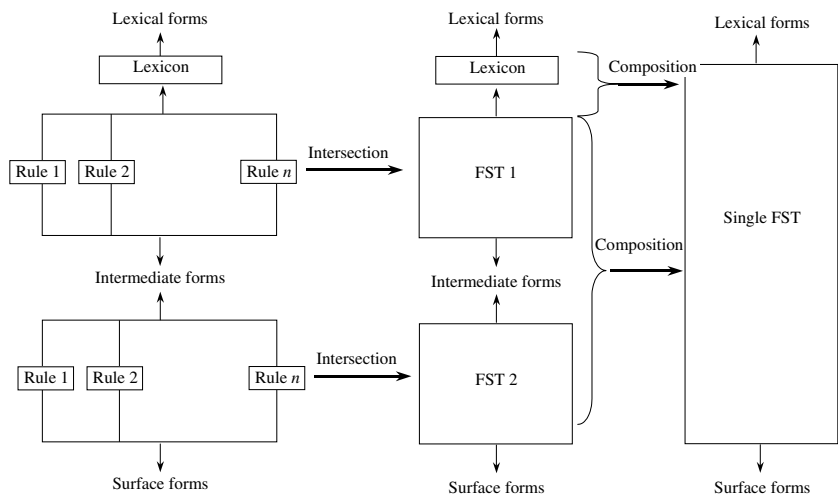 Lexical forms
Lexical forms
Lexical forms
Lexicon
Lexicon
Composition
Rule 1
Rule 2
Rule n
Intersection
FST 1
Single FST
Composition
Intermediate forms
Intermediate forms
Rule 1
Rule 2
Rule n
Intersection
FST 2
Surface forms
Surface forms
Surface forms